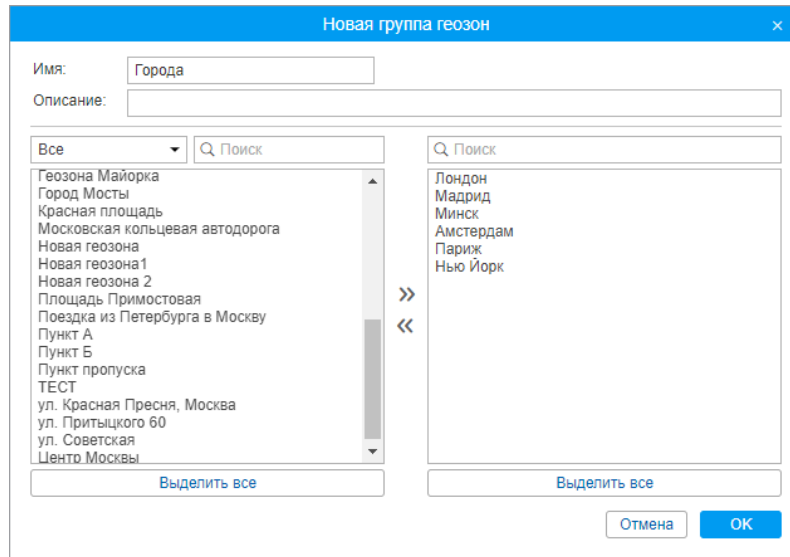 Новая группа геозон ×
Имя: Города
Описание:
Все
Поиск
Геозона Майорка
Город Мосты
Красная площадь
Московская кольцевая автодорога
Новая геозона
Новая геозона1
Новая геозона 2
Площадь Примостовая
Поездка из Петербурга в Москву
Пункт А
Пункт Б
Пункт пропуска
ТЕСТ
ул. Красная Пресня, Москва
ул. Притыцкого 60
ул. Советская
Центр Москвы
Выделить все
»
«
Поиск
Лондон
Мадрид
Минск
Амстердам
Париж
Нью Йорк
Выделить все
Отмена
OK